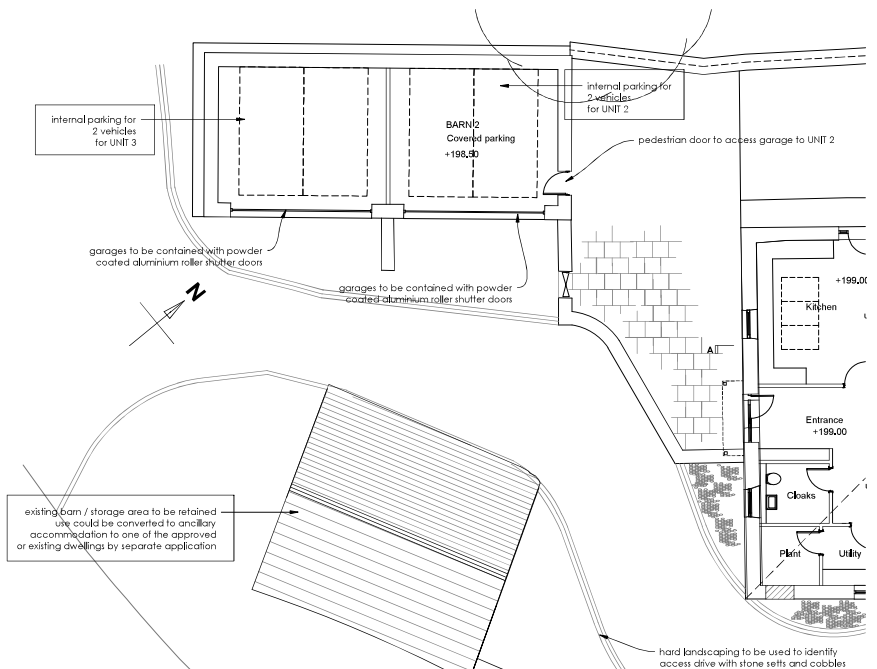 internal parking for
2 vehicles
for UNIT 2
internal parking for
2 vehicles
for UNIT 3
BARN 2
Covered parking
+198.50
pedestrian door to access garage to UNIT 2
garages to be contained with powder
coated aluminium roller shutter doors
garages to be contained with powder
coated aluminium roller shutter doors
N
+199.00
Kitchen
A
Entrance
+199.00
Cloaks
existing barn / storage area to be retained
use could be converted to ancillary
accommodation to one of the approved
or existing dwellings by separate application
Plant
Utility
hard landscaping to be used to identify
access drive with stone setts and cobbles